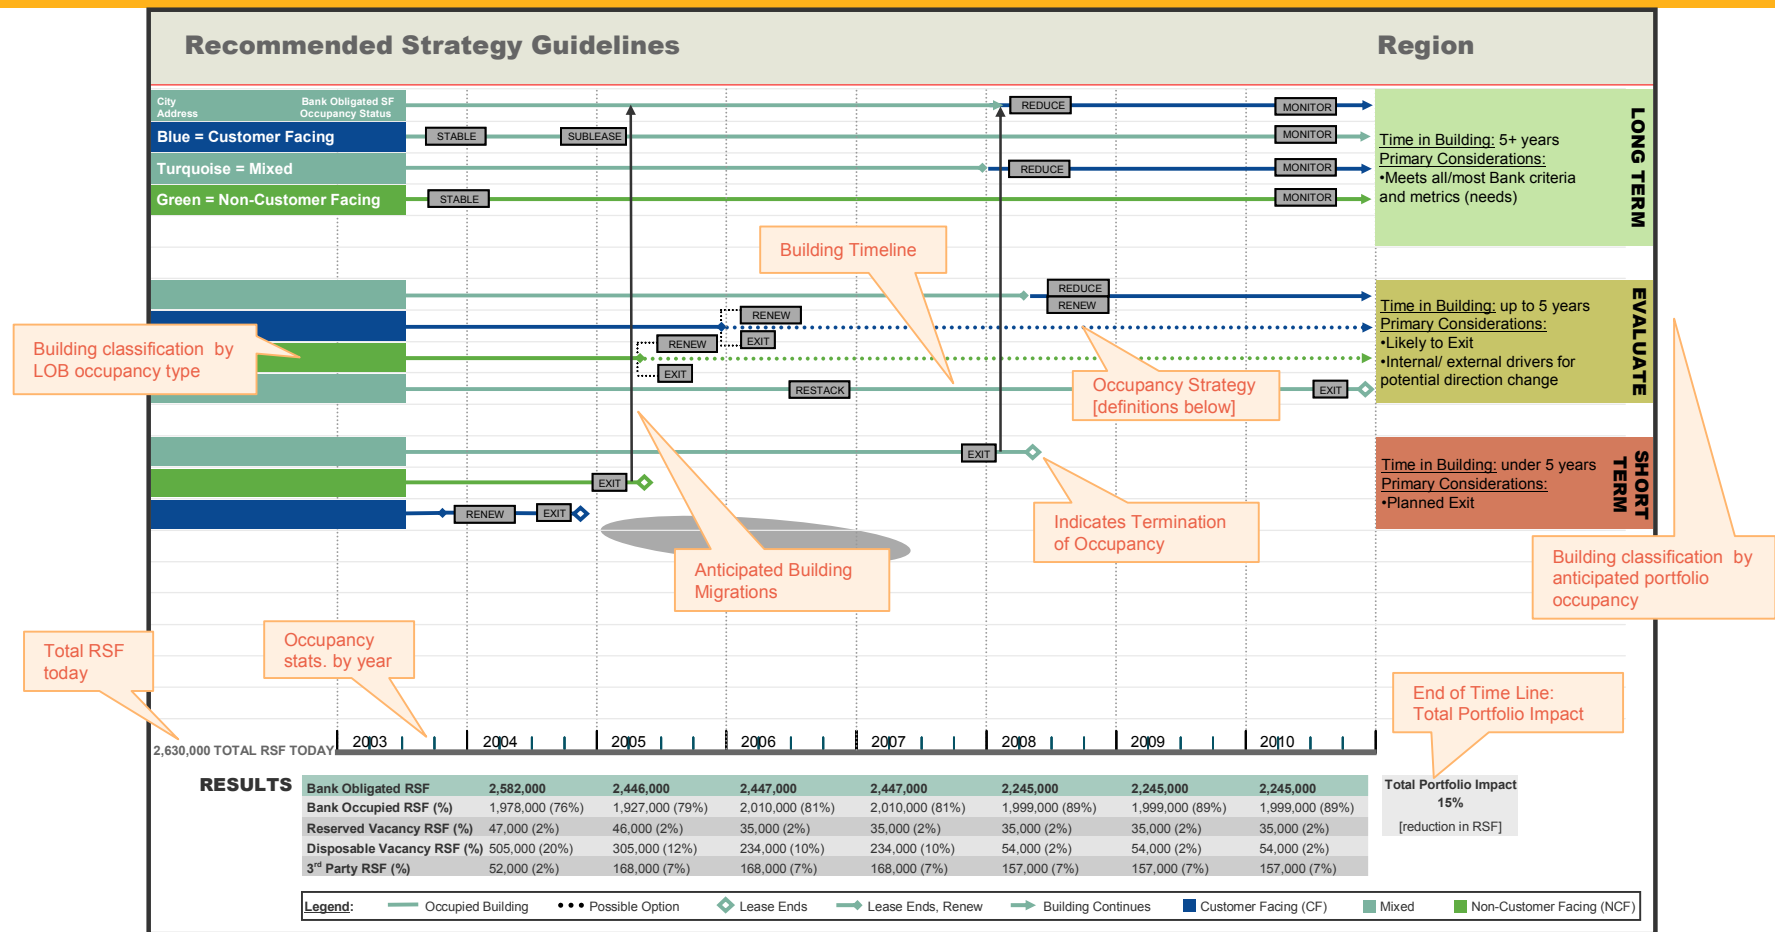 Recommended Strategy Guidelines
Region
City
Address
Bank Obligated SF
Occupancy Status
REDUCE
MONITOR
Blue = Customer Facing
STABLE
SUBLEASE
MONITOR
Turquoise = Mixed
REDUCE
MONITOR
Green = Non-Customer Facing
STABLE
MONITOR
Time in Building: 5+ years
Primary Considerations:
•Meets all/most Bank criteria
and metrics (needs)
LONG TERM
Building Timeline
REDUCE
RENEW
RENEW
EXIT
RENEW
EXIT
RESTACK
EXIT
Building classification by
LOB occupancy type
Occupancy Strategy
[definitions below]
Time in Building: up to 5 years
Primary Considerations:
•Likely to Exit
•Internal/ external drivers for
potential direction change
EVALUATE
EXIT
EXIT
RENEW
EXIT
Time in Building: under 5 years
Primary Considerations:
•Planned Exit
SHORT
TERM
Indicates Termination
of Occupancy
Anticipated Building
Migrations
Building classification by
anticipated portfolio
occupancy
Total RSF
today
Occupancy
stats. by year
End of Time Line:
Total Portfolio Impact
2,630,000 TOTAL RSF TODAY
2003 2004 2005 2006 2007 2008 2009 2010
RESULTS
Bank Obligated RSF 2,582,000 2,446,000 2,447,000 2,447,000 2,245,000 2,245,000 2,245,000
Bank Occupied RSF (%) 1,978,000 (76%) 1,927,000 (79%) 2,010,000 (81%) 2,010,000 (81%) 1,999,000 (89%) 1,999,000 (89%) 1,999,000 (89%)
Reserved Vacancy RSF (%) 47,000 (2%) 46,000 (2%) 35,000 (2%) 35,000 (2%) 35,000 (2%) 35,000 (2%) 35,000 (2%)
Disposable Vacancy RSF (%) 505,000 (20%) 305,000 (12%) 234,000 (10%) 234,000 (10%) 54,000 (2%) 54,000 (2%) 54,000 (2%)
3rd Party RSF (%) 52,000 (2%) 168,000 (7%) 168,000 (7%) 168,000 (7%) 157,000 (7%) 157,000 (7%) 157,000 (7%)
Total Portfolio Impact
15%
[reduction in RSF]
Legend: Occupied Building Possible Option Lease Ends Lease Ends, Renew Building Continues Customer Facing (CF) Mixed Non-Customer Facing (NCF)